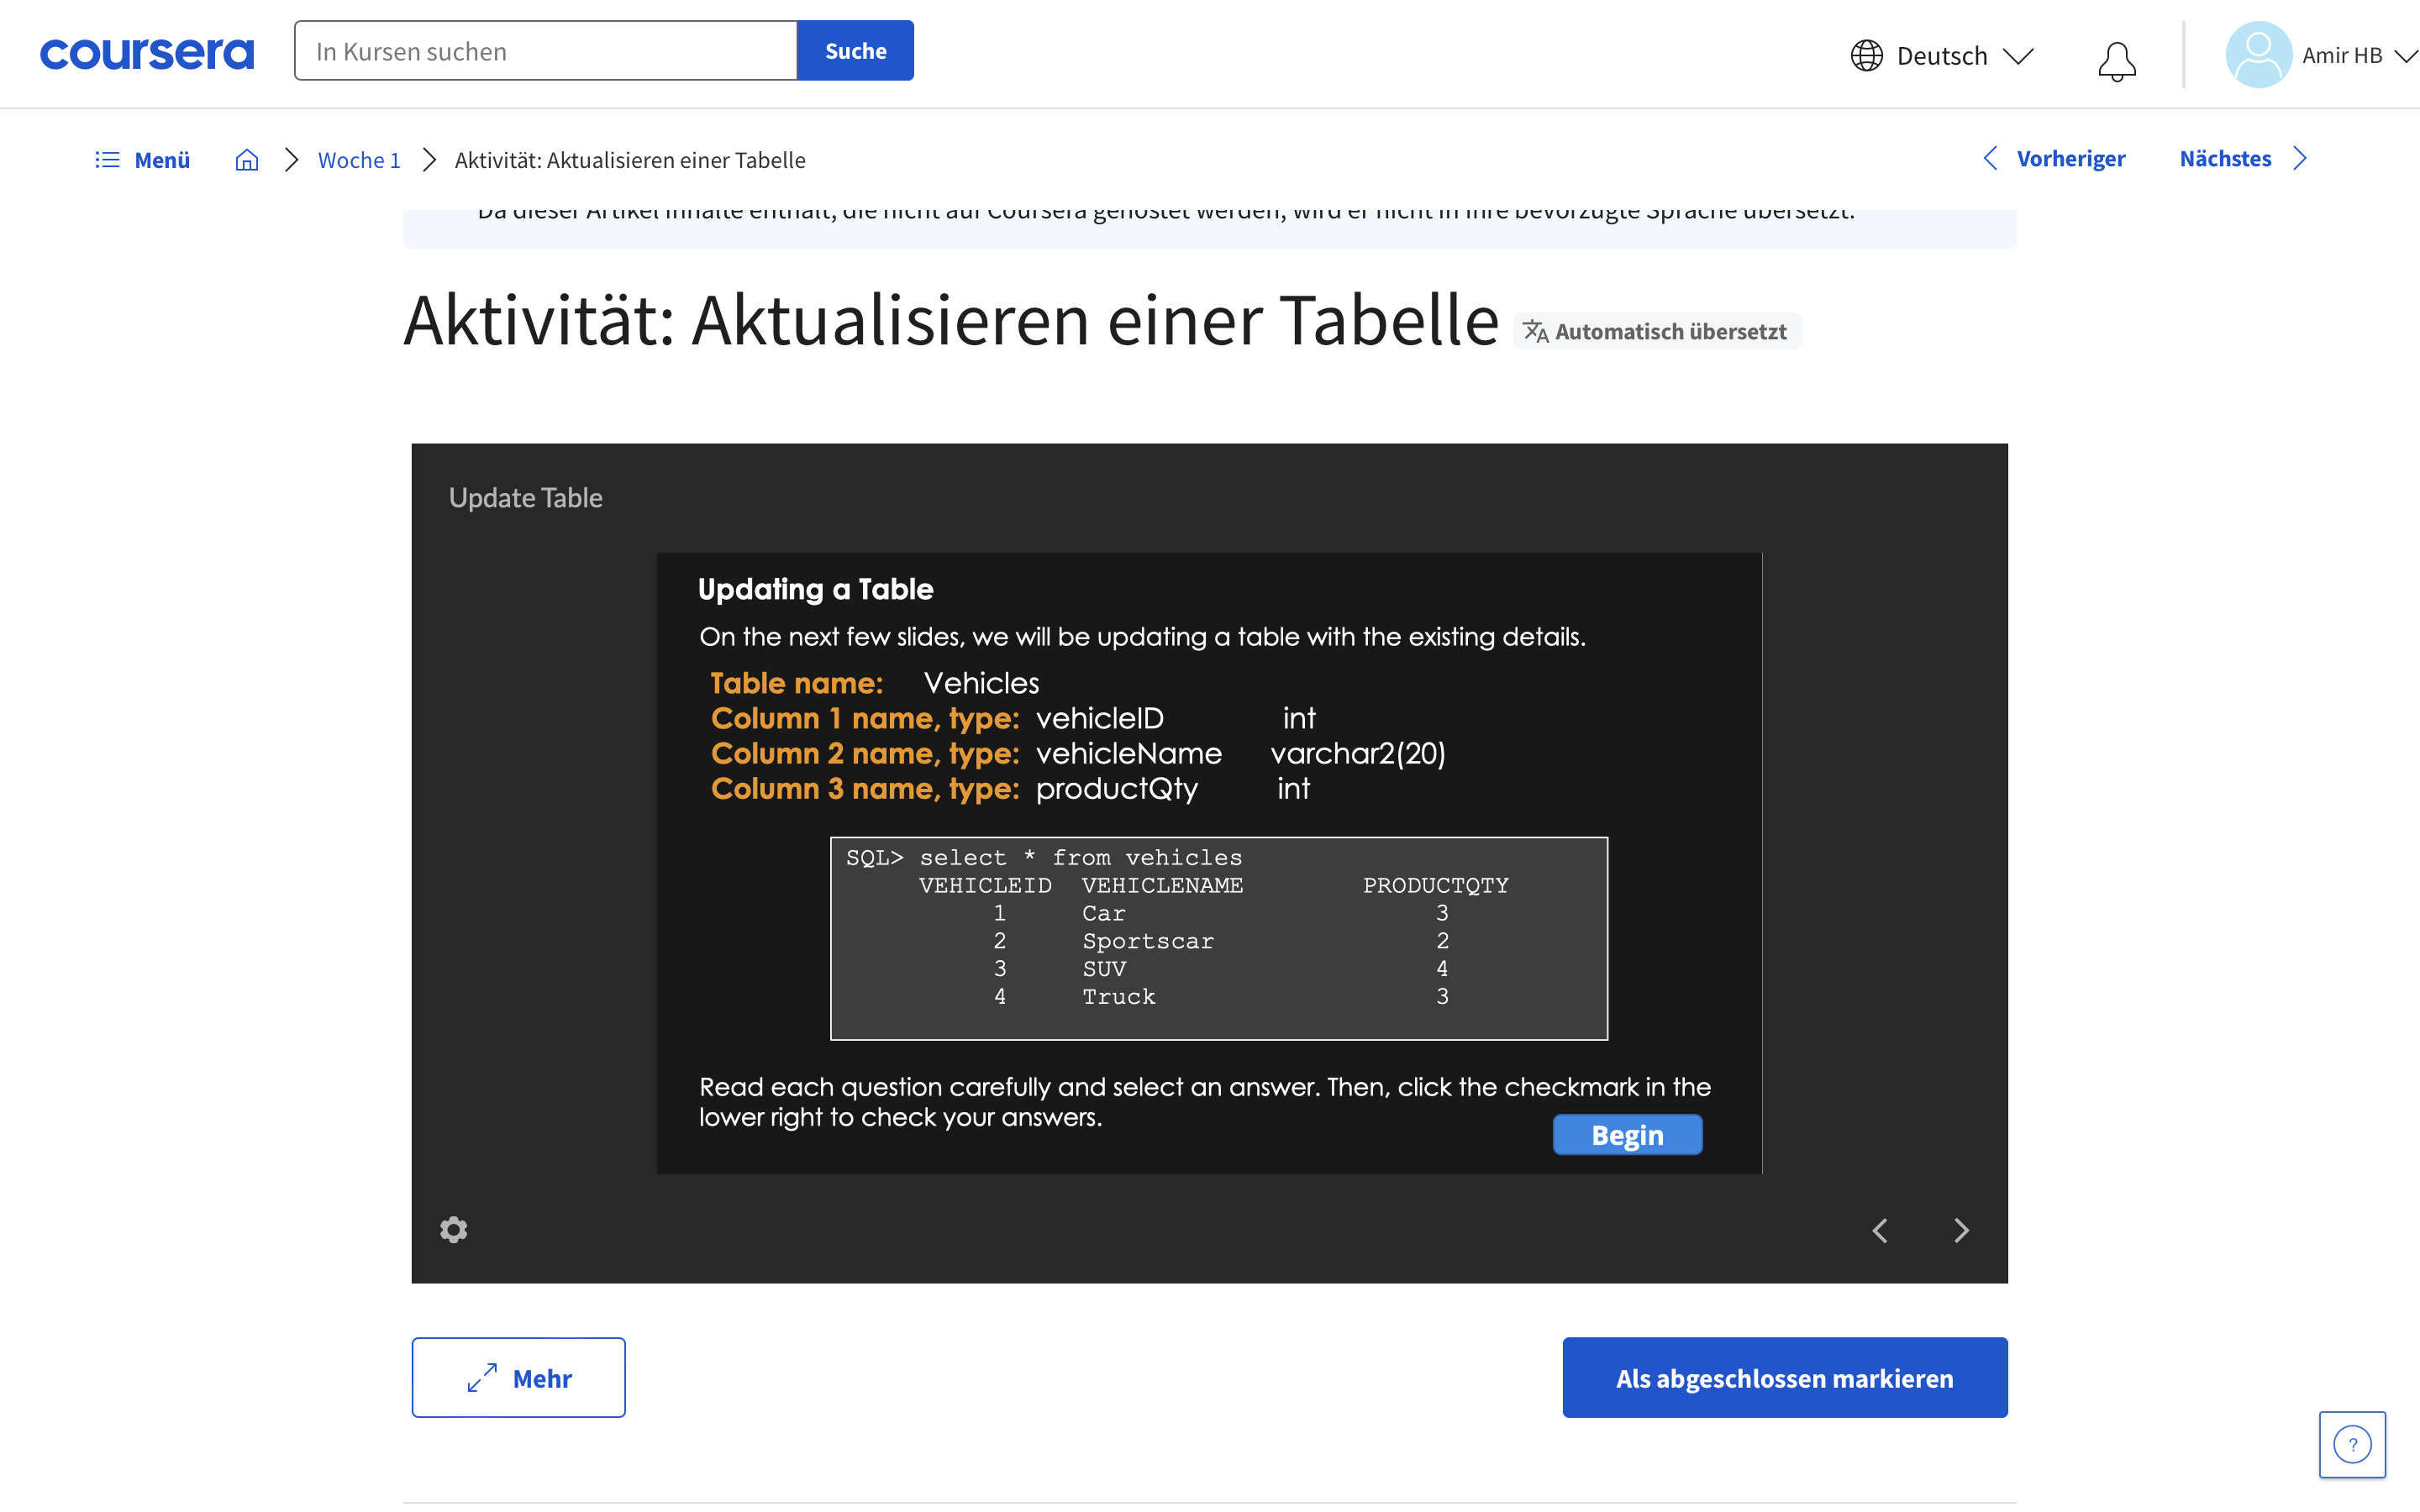 coursera
In Kursen suchen
Suche
Deutsch
Amir HB
Menü
Woche 1
Aktivität: Aktualisieren einer Tabelle
Vorheriger
Nächstes
Da dieser Artikel Inhalte enthält, die nicht auf Coursera gehostet werden, wird er nicht in Ihre bevorzugte Sprache übersetzt.
Aktivität: Aktualisieren einer Tabelle
Automatisch übersetzt
Update Table
Updating a Table
On the next few slides, we will be updating a table with the existing details.
Table name: Vehicles
Column 1 name, type: vehicleID int
Column 2 name, type: vehicleName varchar2(20)
Column 3 name, type: productQty int
SQL> select * from vehicles
VEHICLEID VEHICLENAME PRODUCTQTY
1 Car 3
2 Sportscar 2
3 SUV 4
4 Truck 3
Read each question carefully and select an answer. Then, click the checkmark in the
lower right to check your answers.
Begin
Mehr
Als abgeschlossen markieren
?